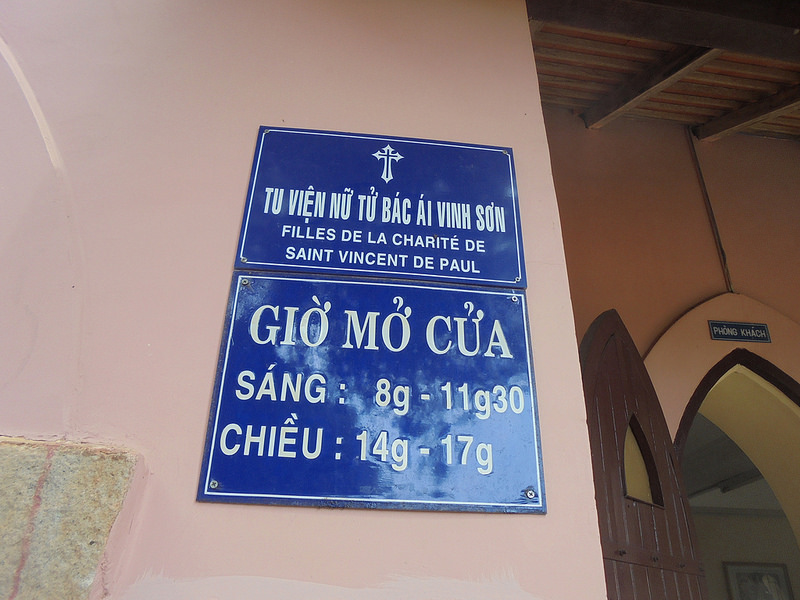 TU VIỆN NỮ TỬ BÁC ÁI VINH SƠN
FILLES DE LA CHARITÉ DE
SAINT VINCENT DE PAUL
GIỜ MỞ CỬA
SÁNG : 8g - 11g30
CHIỀU : 14g - 17g
PHÒNG KHÁCH